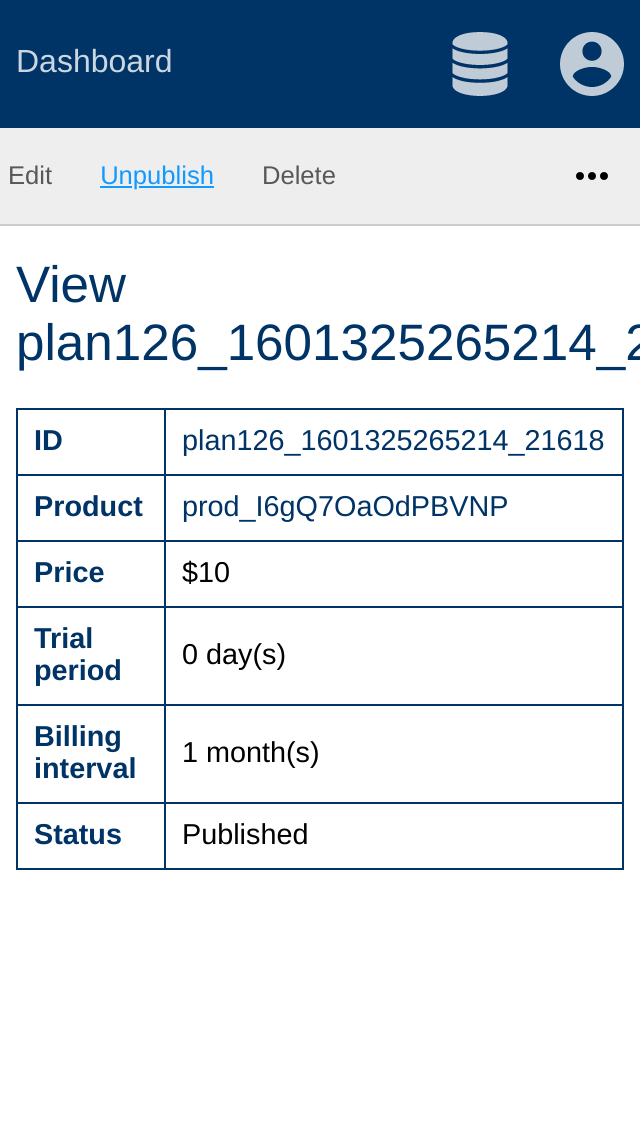 Dashboard
Edit Unpublish Delete
View
plan126_1601325265214_2
ID plan126_1601325265214_21618
Product prod_I6gQ7OaOdPBVNP
Price $10
Trial
period 0 day(s)
Billing
interval 1 month(s)
Status Published